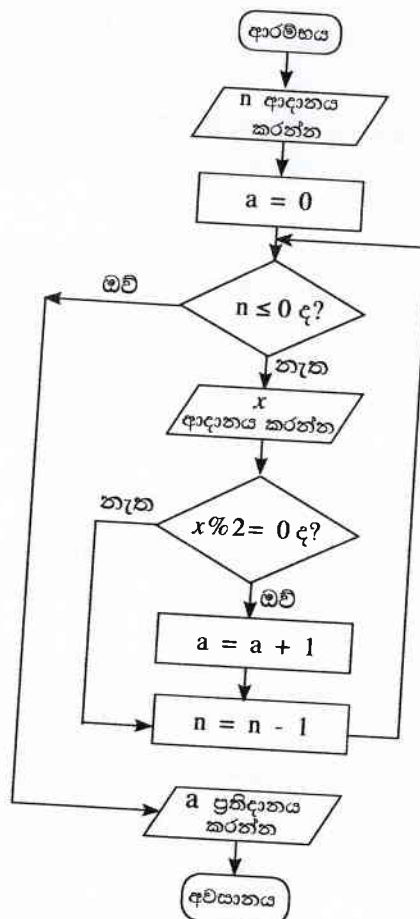 ආරම්භය
n ආදානය
කරන්න
a = 0
ඔව්
n ≤ 0 ද?
නැත
x
ආදානය කරන්න
නැත
x%2= 0 ද?
ඔව්
a = a + 1
n = n - 1
a ප්‍රතිදානය
කරන්න
අවසානය